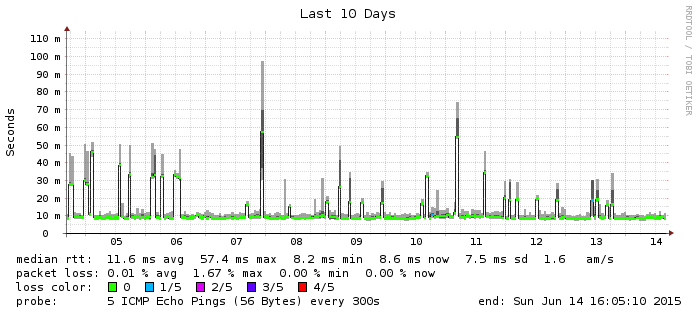 Last 10 Days
RRDTOOL / TOBI OETIKER
Seconds
110 m
100 m
90 m
80 m
70 m
60 m
50 m
40 m
30 m
20 m
10 m
0
05 06 07 08 09 10 11 12 13 14
median rtt: 11.6 ms avg 57.4 ms max 8.2 ms min 8.6 ms now 7.5 ms sd 1.6 am/s
packet loss: 0.01 % avg 1.67 % max 0.00 % min 0.00 % now
loss color: 0 1/5 2/5 3/5 4/5
probe: 5 ICMP Echo Pings (56 Bytes) every 300s end: Sun Jun 14 16:05:10 2015